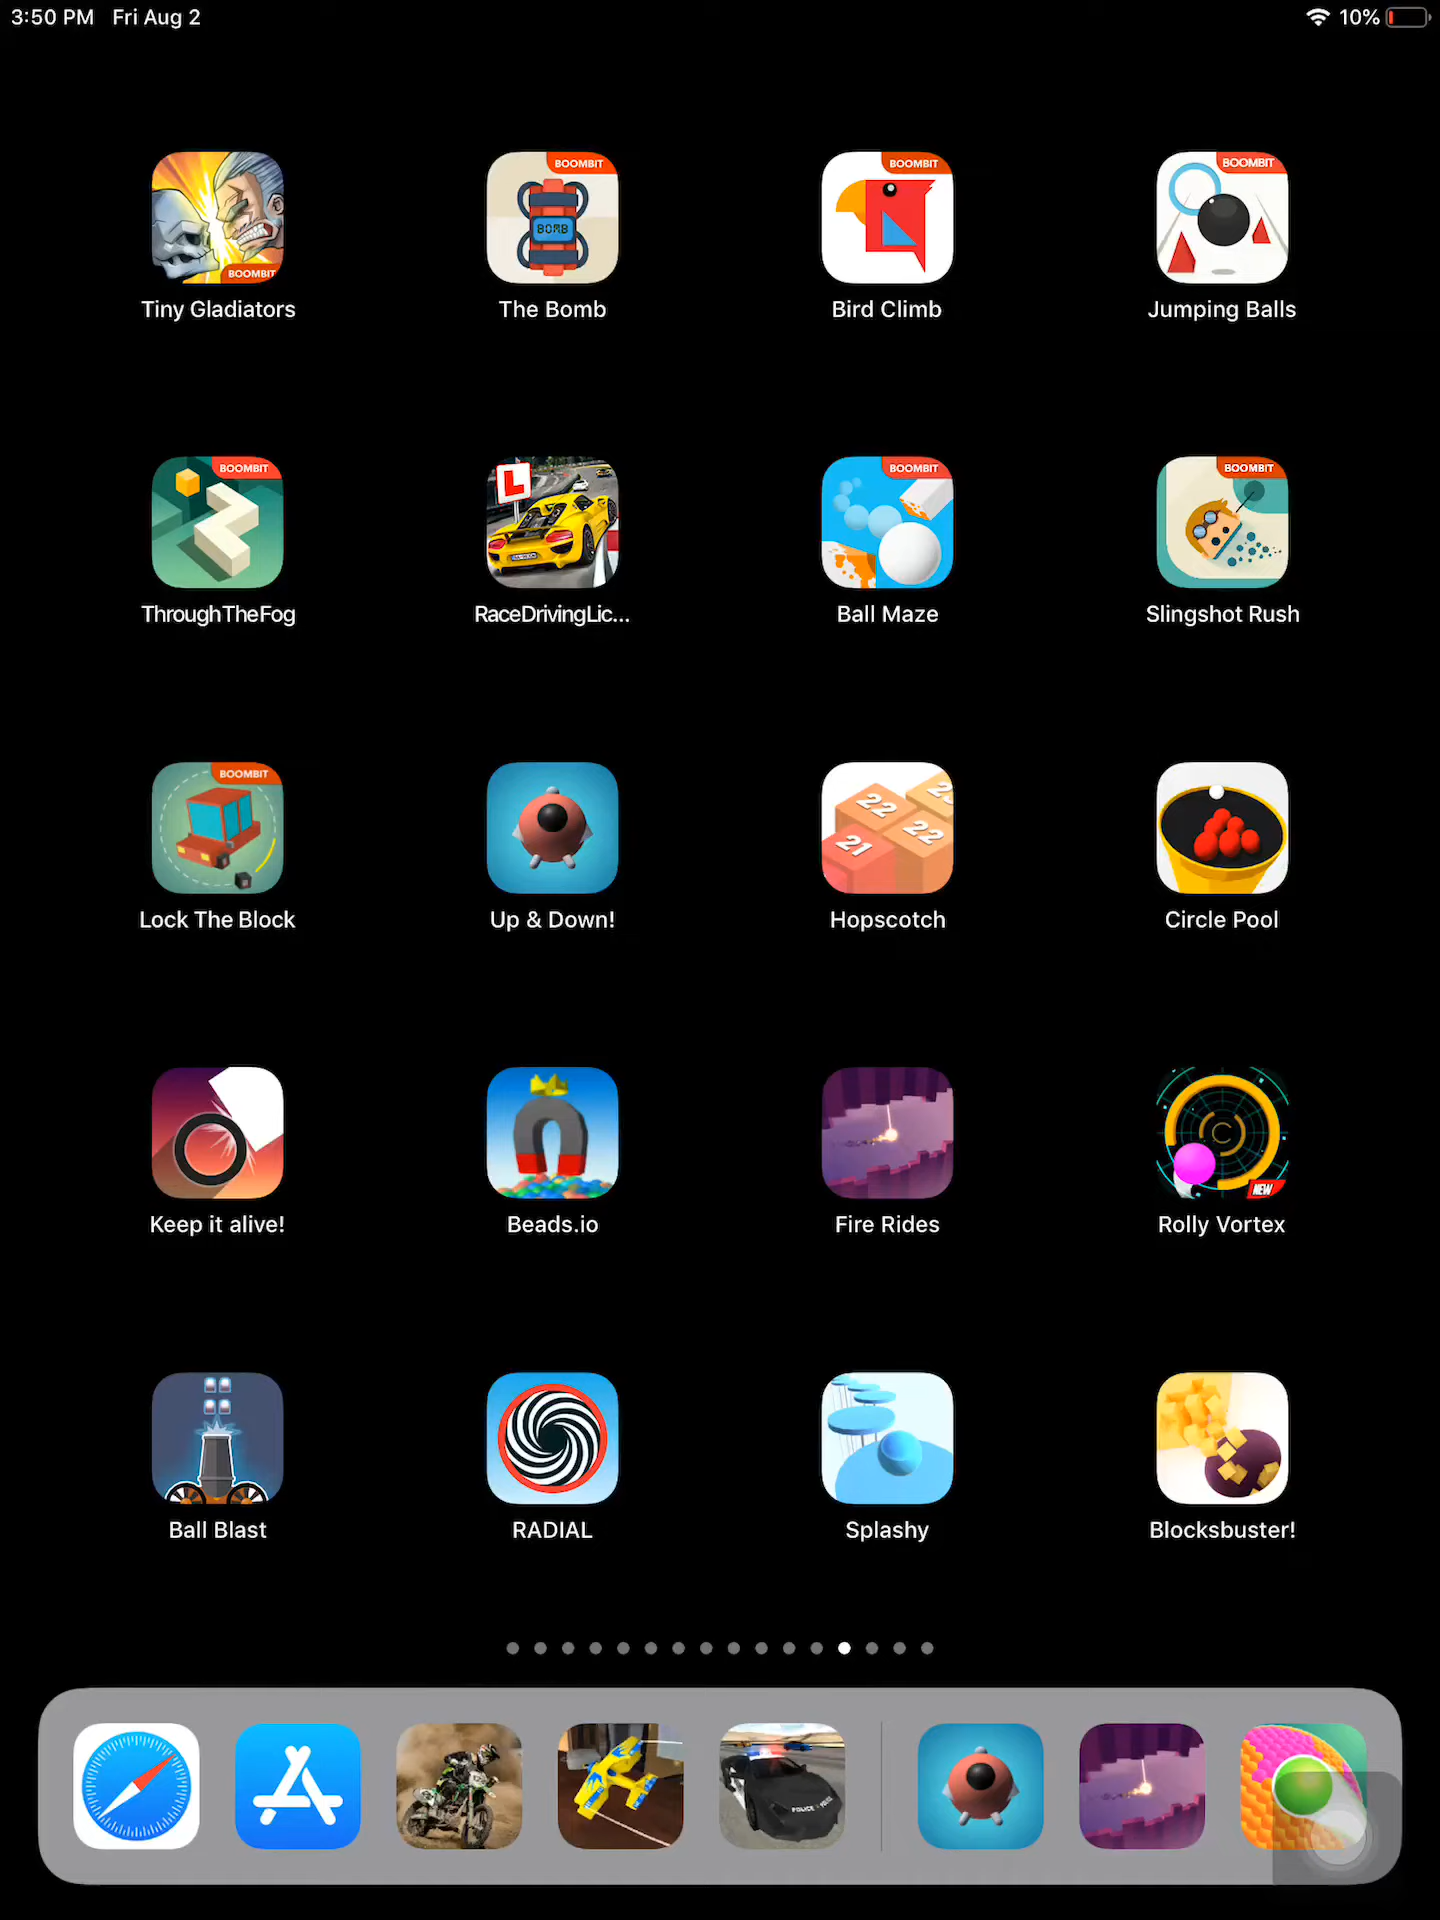 3:50 PM Fri Aug 2 10%
BOOMBIT
Tiny Gladiators
BOOMBIT
BOMB
The Bomb
BOOMBIT
Bird Climb
BOOMBIT
Jumping Balls
BOOMBIT
ThroughTheFog
L
RaceDrivingLic...
BOOMBIT
Ball Maze
BOOMBIT
Slingshot Rush
BOOMBIT
Lock The Block
Up & Down!
22
22
21
Hopscotch
Circle Pool
Keep it alive!
Beads.io
Fire Rides
NEW
Rolly Vortex
Ball Blast
RADIAL
Splashy
Blocksbuster!
POLICE